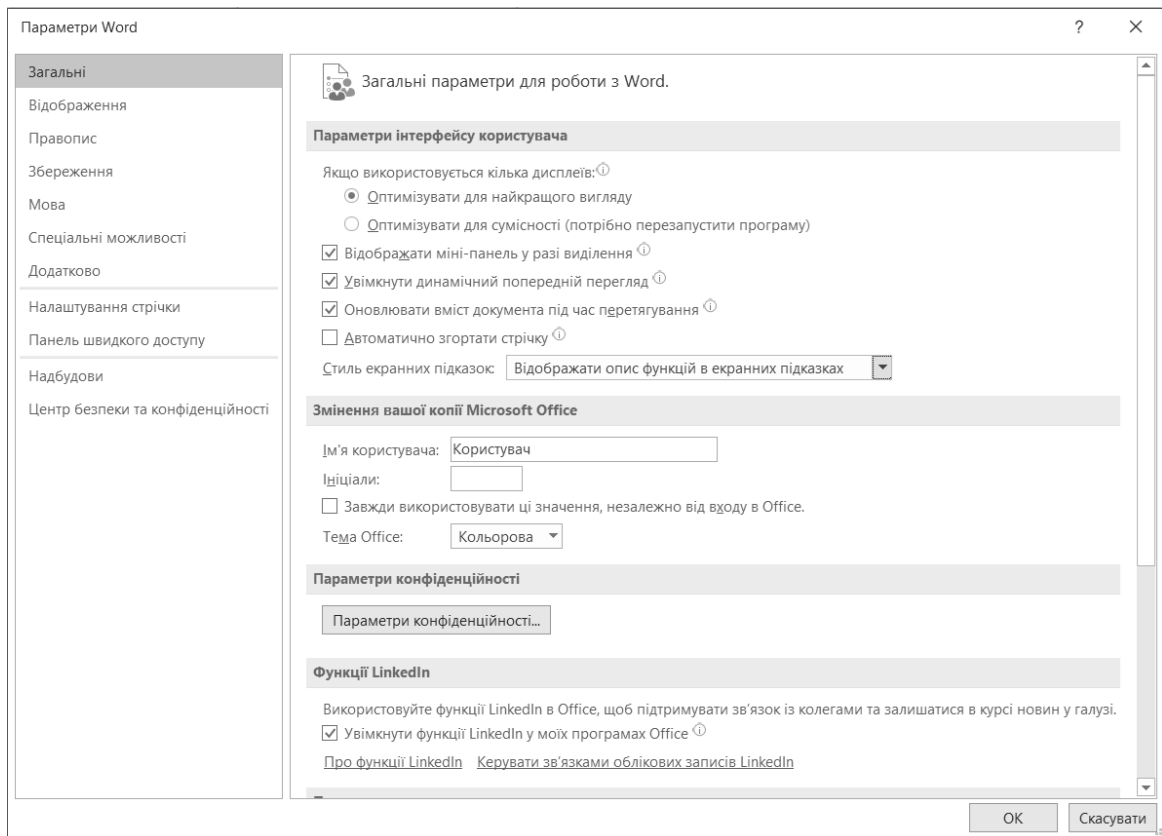 Параметри Word
?
Загальні
Відображення
Правопис
Збереження
Мова
Спеціальні можливості
Додатково
Налаштування стрічки
Панель швидкого доступу
Надбудови
Центр безпеки та конфіденційності
Загальні параметри для роботи з Word.
Параметри інтерфейсу користувача
Якщо використовується кілька дисплеїв:
Оптимізувати для найкращого вигляду
Оптимізувати для сумісності (потрібно перезапустити програму)
Відображати міні-панель у разі виділення
Увімкнути динамічний попередній перегляд
Оновлювати вміст документа під час перетягування
Автоматично згортати стрічку
Стиль екранних підказок: Відображати опис функцій в екранних підказках
Змінення вашої копії Microsoft Office
Ім'я користувача: Користувач
Ініціали:
Завжди використовувати ці значення, незалежно від входу в Office.
Тема Office: Кольорова
Параметри конфіденційності
Параметри конфіденційності...
Функції LinkedIn
Використовуйте функції LinkedIn в Office, щоб підтримувати зв'язок із колегами та залишатися в курсі новин у галузі.
Увімкнути функції LinkedIn у моїх програмах Office
Про функції LinkedIn Керувати зв'язками облікових записів LinkedIn
ОК Скасувати